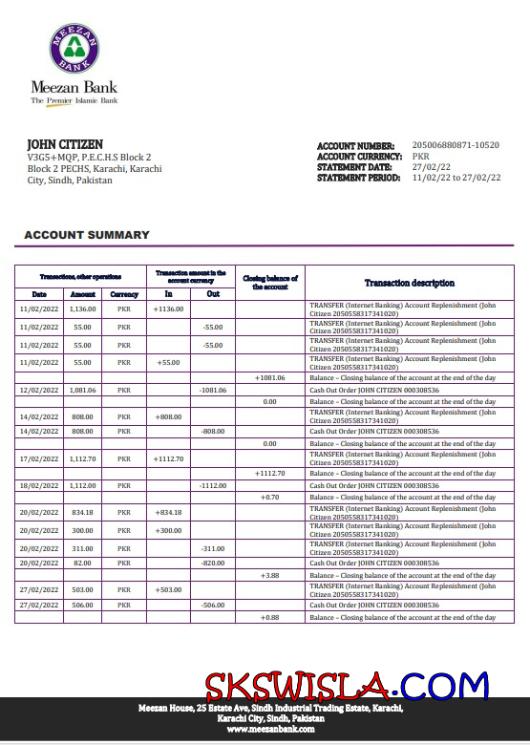 MEEZAN
BANK
Meezan Bank
The Premier Islamic Bank
JOHN CITIZEN
V3G5+MQP, P.E.C.H.S Block 2
Block 2 PECHS, Karachi, Karachi
City, Sindh, Pakistan
ACCOUNT NUMBER: 205006880871-10520
ACCOUNT CURRENCY: PKR
STATEMENT DATE: 27/02/22
STATEMENT PERIOD: 11/02/22 to 27/02/22
ACCOUNT SUMMARY
Transactions, other operations Transaction amount in the account currency Closing balance of the account Transaction description
Date Amount Currency In Out
11/02/2022 1,136.00 PKR +1136.00 TRANSFER (Internet Banking) Account Replenishment (John
Citizen 2050558317341020)
11/02/2022 55.00 PKR -55.00 TRANSFER (Internet Banking) Account Replenishment (John
Citizen 2050558317341020)
11/02/2022 55.00 PKR -55.00 TRANSFER (Internet Banking) Account Replenishment (John
Citizen 2050558317341020)
11/02/2022 55.00 PKR +55.00 TRANSFER (Internet Banking) Account Replenishment (John
Citizen 2050558317341020)
+1081.06 Balance – Closing balance of the account at the end of the day
12/02/2022 1,081.06 PKR -1081.06 Cash Out Order JOHN CITIZEN 000308536
0.00 Balance – Closing balance of the account at the end of the day
14/02/2022 808.00 PKR +808.00 TRANSFER (Internet Banking) Account Replenishment (John
Citizen 2050558317341020)
14/02/2022 808.00 PKR -808.00 Cash Out Order JOHN CITIZEN 000308536
0.00 Balance – Closing balance of the account at the end of the day
17/02/2022 1,112.70 PKR +1112.70 TRANSFER (Internet Banking) Account Replenishment (John
Citizen 2050558317341020)
+1112.70 Balance – Closing balance of the account at the end of the day
18/02/2022 1,112.00 PKR -1112.00 Cash Out Order JOHN CITIZEN 000308536
+0.70 Balance – Closing balance of the account at the end of the day
20/02/2022 834.18 PKR +834.18 TRANSFER (Internet Banking) Account Replenishment (John
Citizen 2050558317341020)
20/02/2022 300.00 PKR +300.00 TRANSFER (Internet Banking) Account Replenishment (John
Citizen 2050558317341020)
20/02/2022 311.00 PKR -311.00 TRANSFER (Internet Banking) Account Replenishment (John
Citizen 2050558317341020)
20/02/2022 82.00 PKR -820.00 Cash Out Order JOHN CITIZEN 000308536
+3.88 Balance – Closing balance of the account at the end of the day
27/02/2022 503.00 PKR +503.00 TRANSFER (Internet Banking) Account Replenishment (John
Citizen 2050558317341020)
27/02/2022 506.00 PKR -506.00 Cash Out Order JOHN CITIZEN 000308536
+0.88 Balance – Closing balance of the account at the end of the day
SKSWISLA.COM
Meezan House, 25 Estate Ave, Sindh Industrial Trading Estate, Karachi,
Karachi City, Sindh, Pakistan
www.meezanbank.com